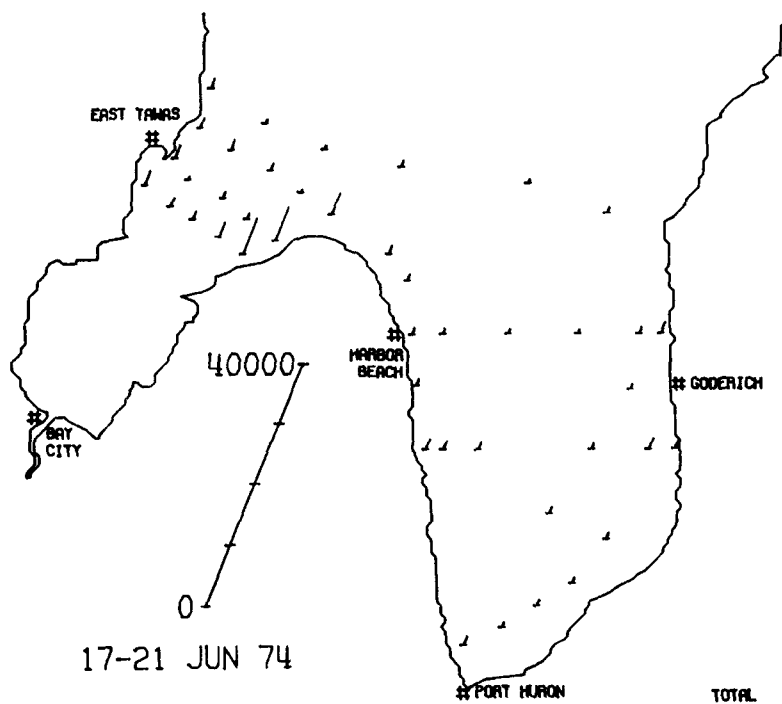 EAST TAWAS
#
40000
#
HARBOR
BEACH
# GODERICH
#
BAY
CITY
0
17-21 JUN 74
# PORT HURON
TOTAL